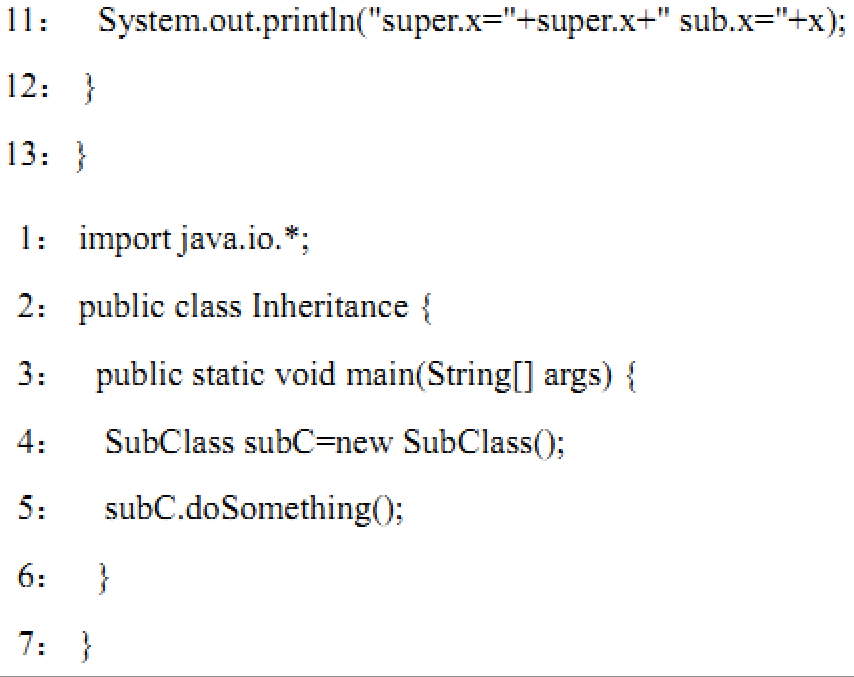 11： System.out.println("super.x="+super.x+" sub.x="+x);
12： }
13：}
1： import java.io.*;
2： public class Inheritance {
3： public static void main(String[] args) {
4： SubClass subC=new SubClass();
5： subC.doSomething();
6： }
7： }